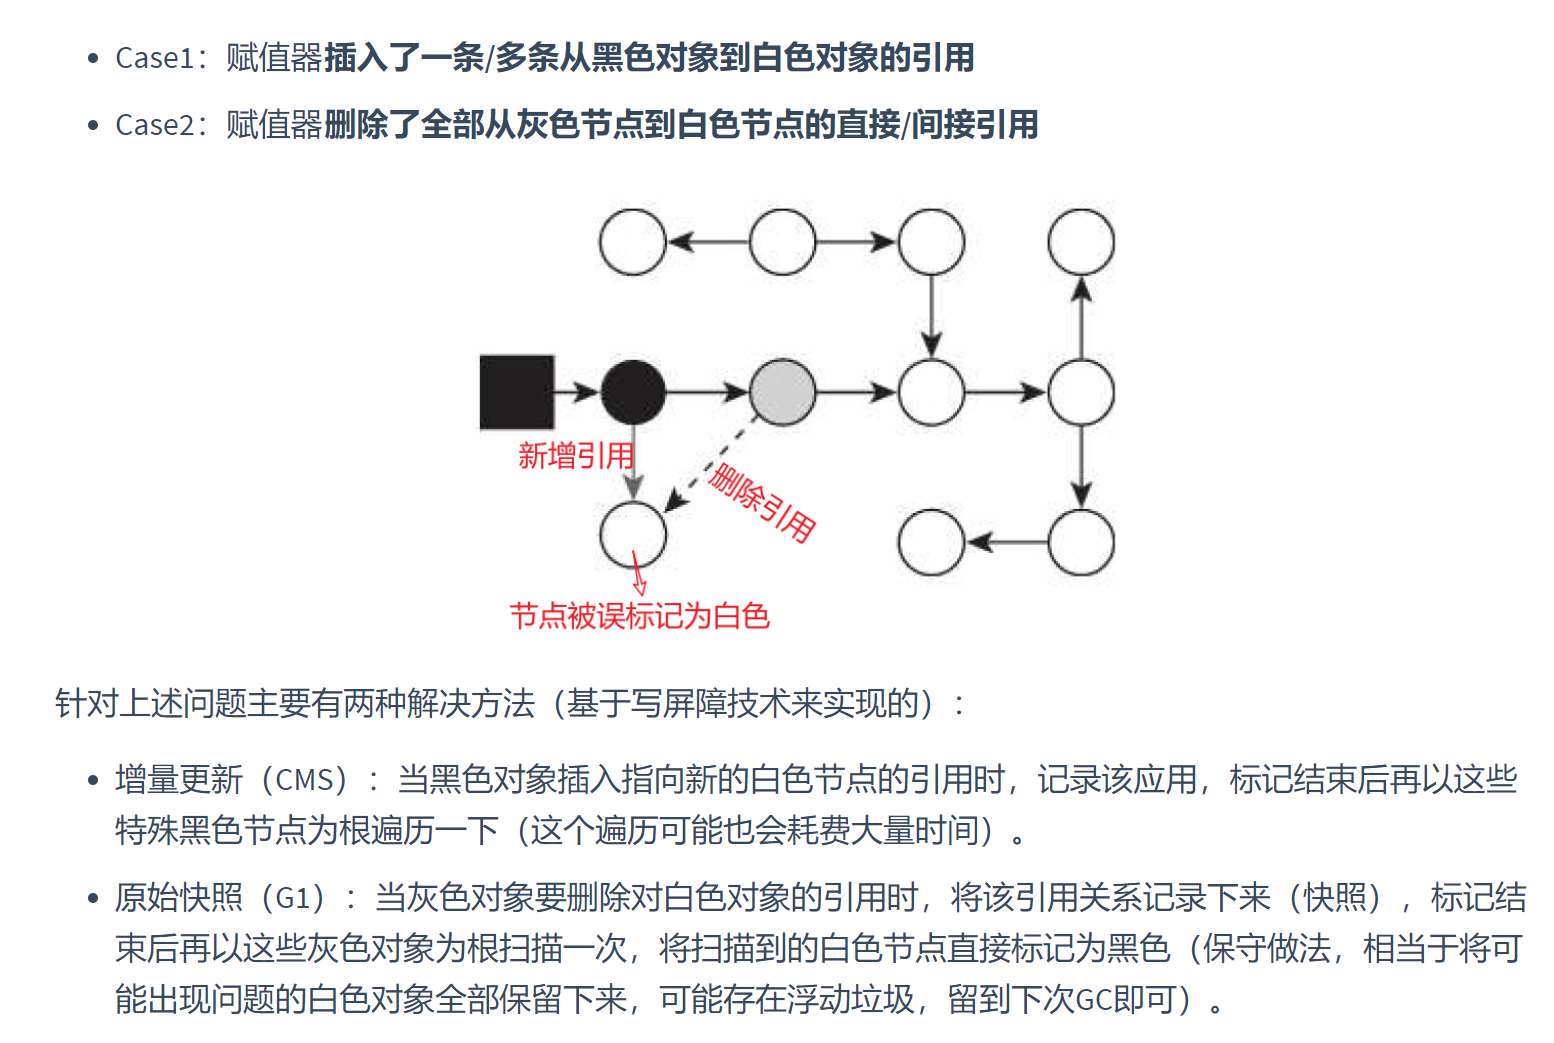 Case1：赋值器插入了一条/多条从黑色对象到白色对象的引用
Case2：赋值器删除了全部从灰色节点到白色节点的直接/间接引用
新增引用
删除引用
节点被误标记为白色
针对上述问题主要有两种解决方法（基于写屏障技术来实现的）：
增量更新（CMS）：当黑色对象插入指向新的白色节点的引用时，记录该应用，标记结束后再以这些
特殊黑色节点为根遍历一下（这个遍历可能也会耗费大量时间）。
原始快照（G1）：当灰色对象要删除对白色对象的引用时，将该引用关系记录下来（快照），标记结
束后再以这些灰色对象为根扫描一次，将扫描到的白色节点直接标记为黑色（保守做法，相当于将可
能出现问题的白色对象全部保留下来，可能存在浮动垃圾，留到下次GC即可）。